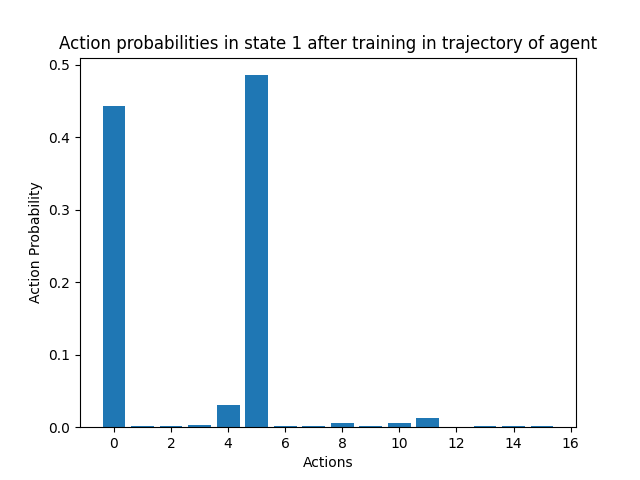 Action probabilities in state 1 after training in trajectory of agent
0.5
0.4
0.3
0.2
0.1
0.0
Action Probability
0 2 4 6 8 10 12 14 16
Actions